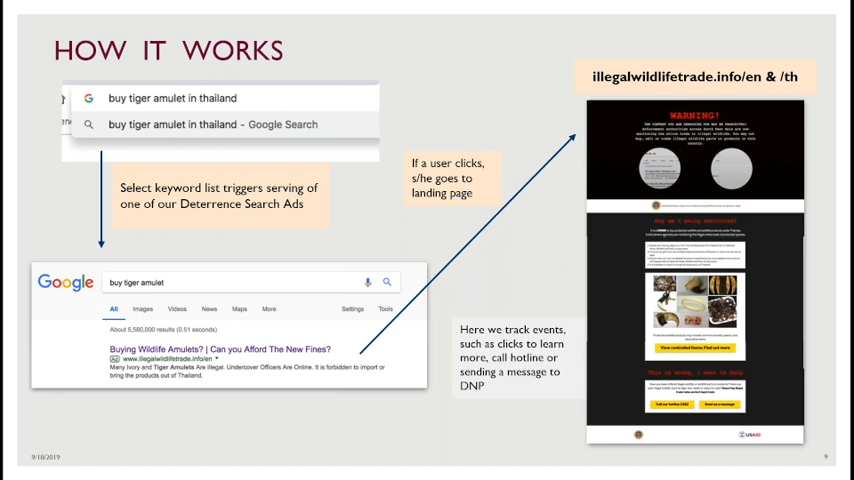 HOW IT WORKS
buy tiger amulet in thailand
buy tiger amulet in thailand - Google Search
Select keyword list triggers serving of
one of our Deterrence Search Ads
If a user clicks,
s/he goes to
landing page
Google
buy tiger amulet
All Images Videos News Maps More Settings Tools
About 5,580,000 results (0.51 seconds)
Buying Wildlife Amulets? | Can you Afford The New Fines?
Ad www.illegalwildlifetrade.info/en
Many Ivory and Tiger Amulets Are Illegal. Undercover Officers Are Online. It is forbidden to import or
bring the products out of Thailand.
Here we track events,
such as clicks to learn
more, call hotline or
sending a message to
DNP
illegalwildlifetrade.info/en & /th
WARNING!
Why am I being monitored?
View controlled items: Find out more
This is wrong, I want to help
Call our hotline 1362
Send us a message
USAID
9/18/2019
9